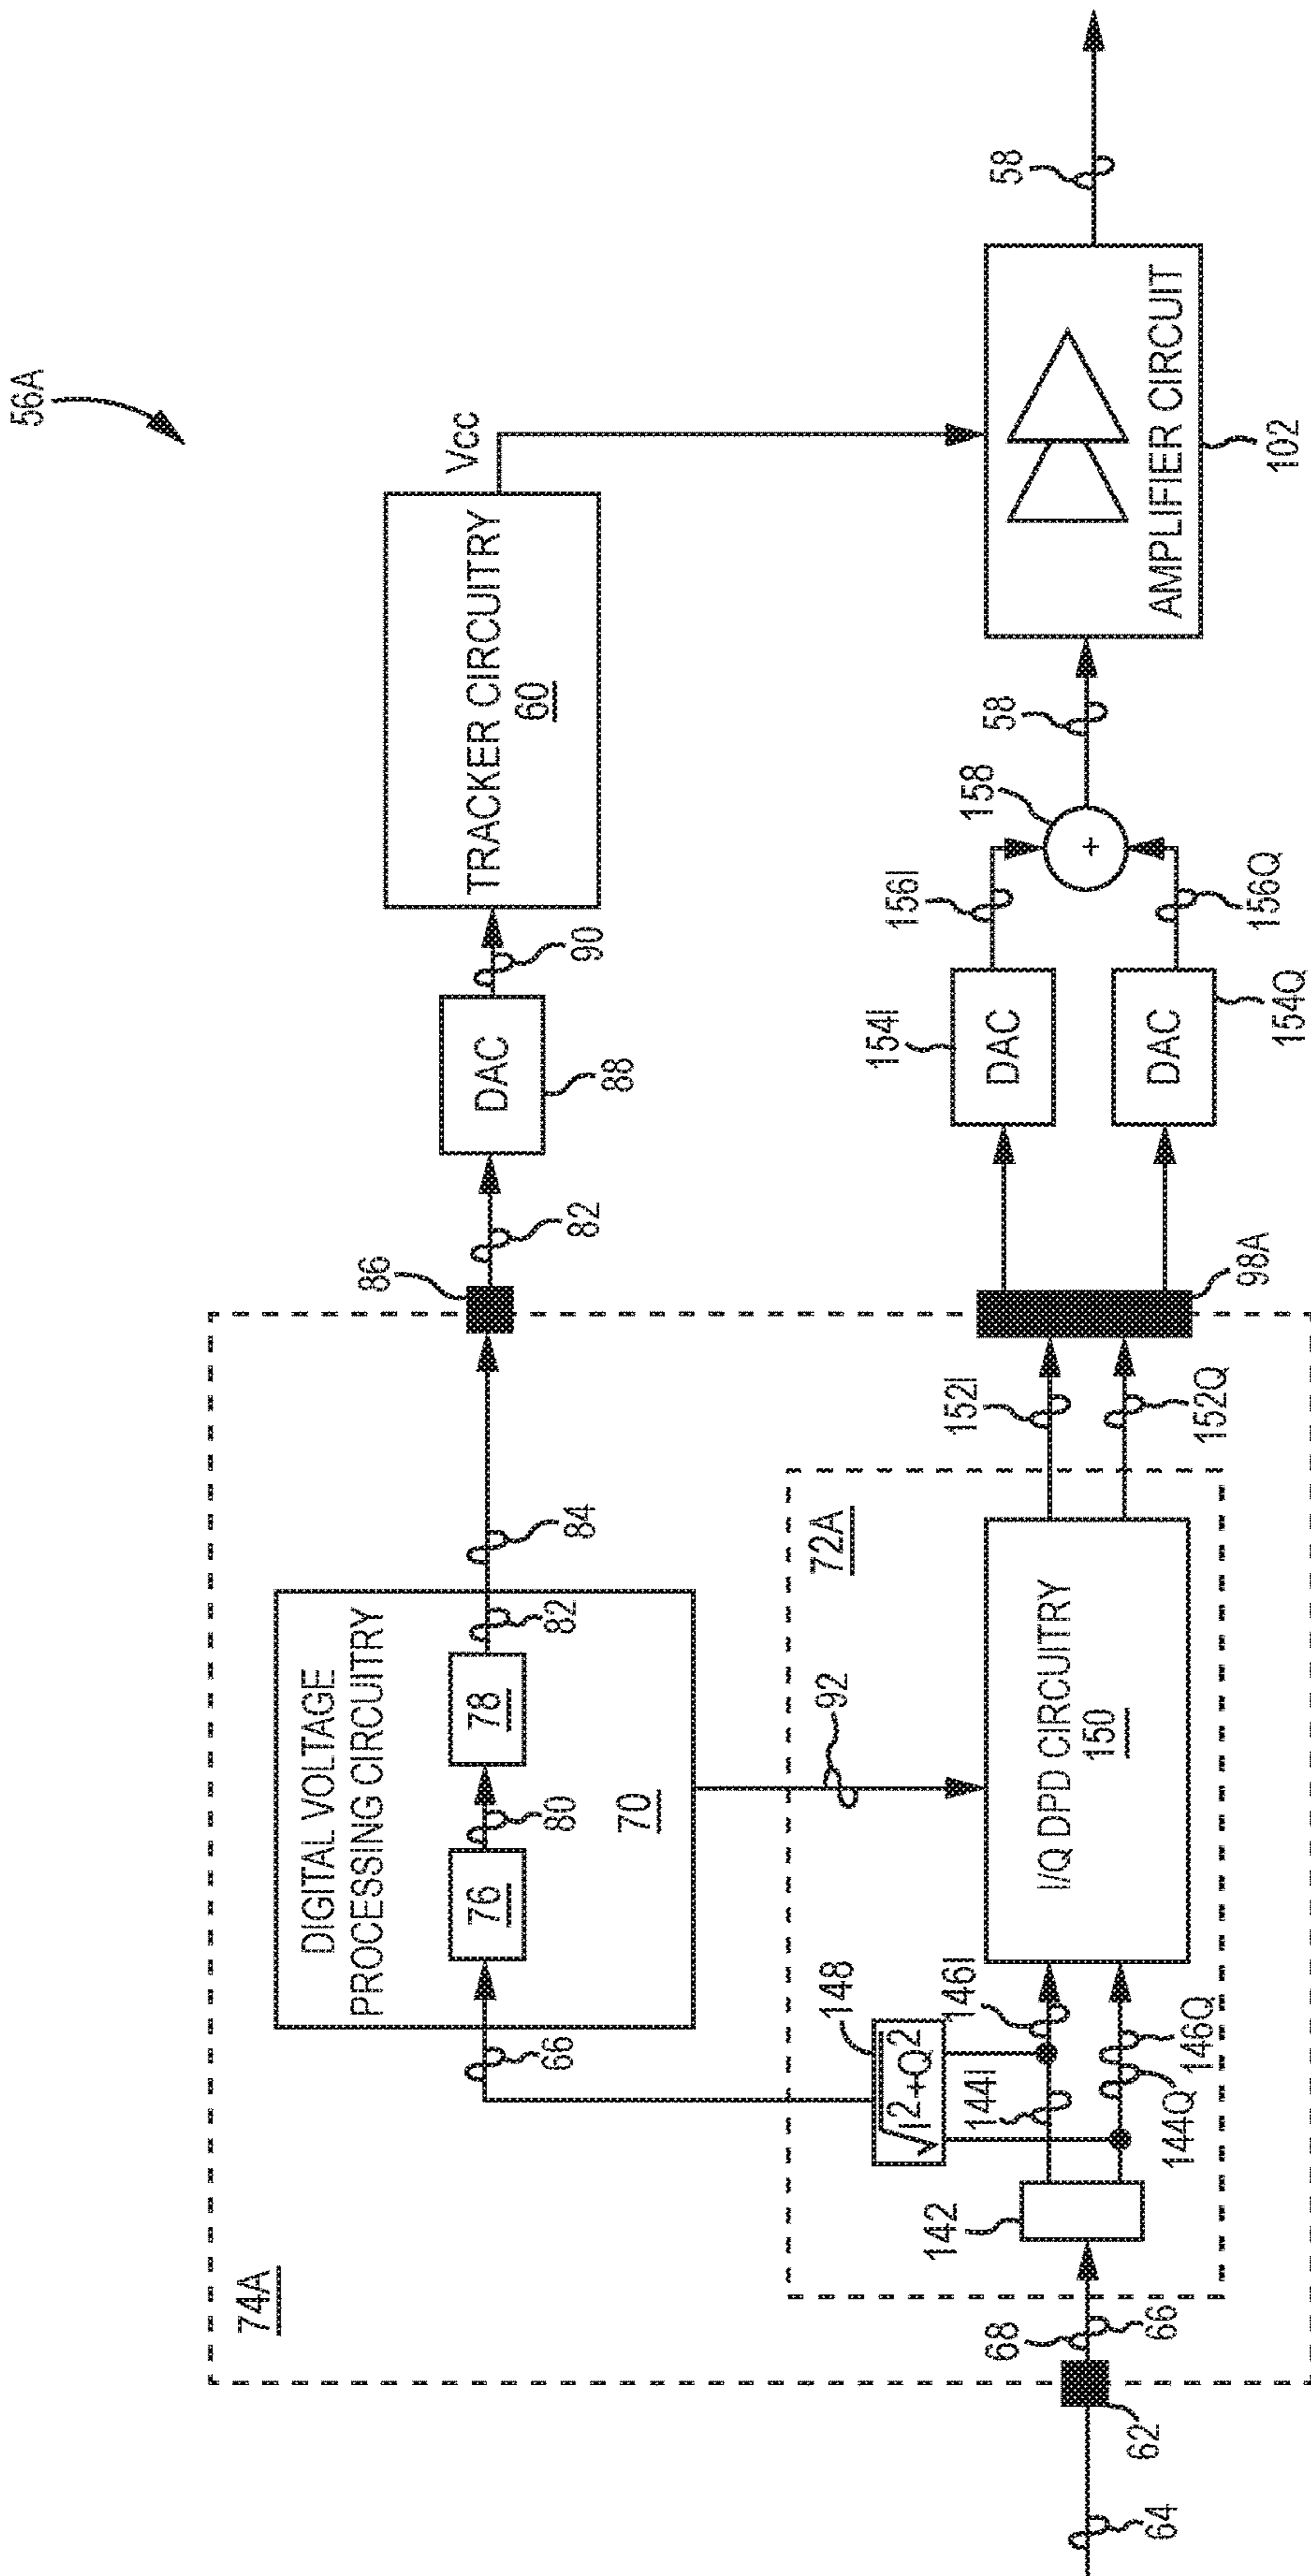 56A
74A
DIGITAL VOLTAGE
PROCESSING CIRCUITRY
76
80
78
82
70
66
84
86
82
DAC
88
90
TRACKER CIRCUITRY
60
Vcc
92
72A
148
√I²+Q²
142
144I
146I
144Q
146Q
I/Q DPD CIRCUITRY
150
64
62
68
66
152I
152Q
98A
154I
DAC
156I
DAC
154Q
156Q
158
+
58
AMPLIFIER CIRCUIT
102
58